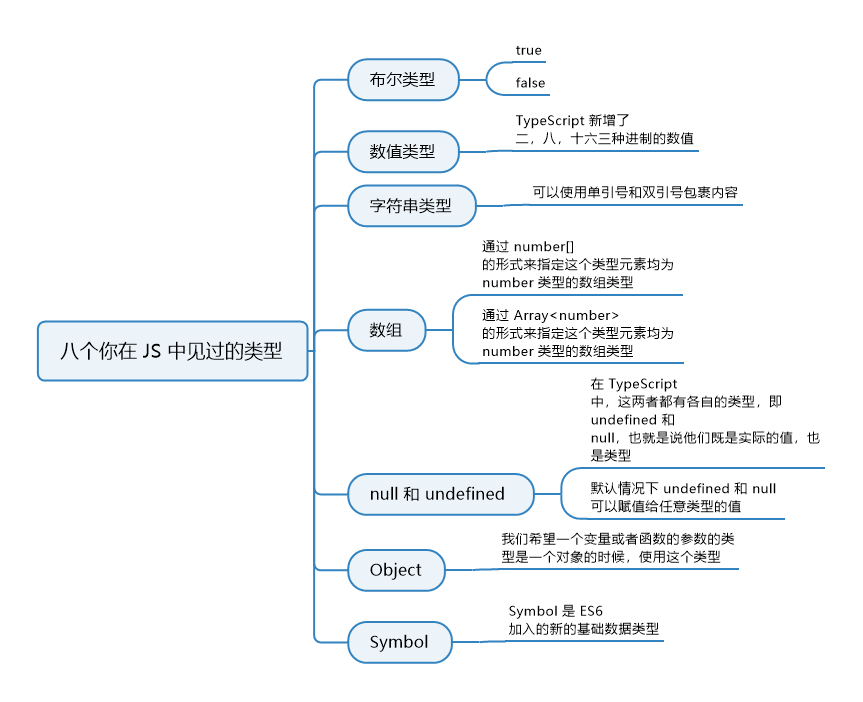 八个你在 JS 中见过的类型
布尔类型
true
false
数值类型
TypeScript 新增了
二，八，十六三种进制的数值
字符串类型
可以使用单引号和双引号包裹内容
数组
通过 number[]
的形式来指定这个类型元素均为
number 类型的数组类型
通过 Array<number>
的形式来指定这个类型元素均为
number 类型的数组类型
null 和 undefined
在 TypeScript
中，这两者都有各自的类型，即
undefined 和
null，也就是说他们既是实际的值，也
是类型
默认情况下 undefined 和 null
可以赋值给任意类型的值
Object
我们希望一个变量或者函数的参数的类
型是一个对象的时候，使用这个类型
Symbol
Symbol 是 ES6
加入的新的基础数据类型